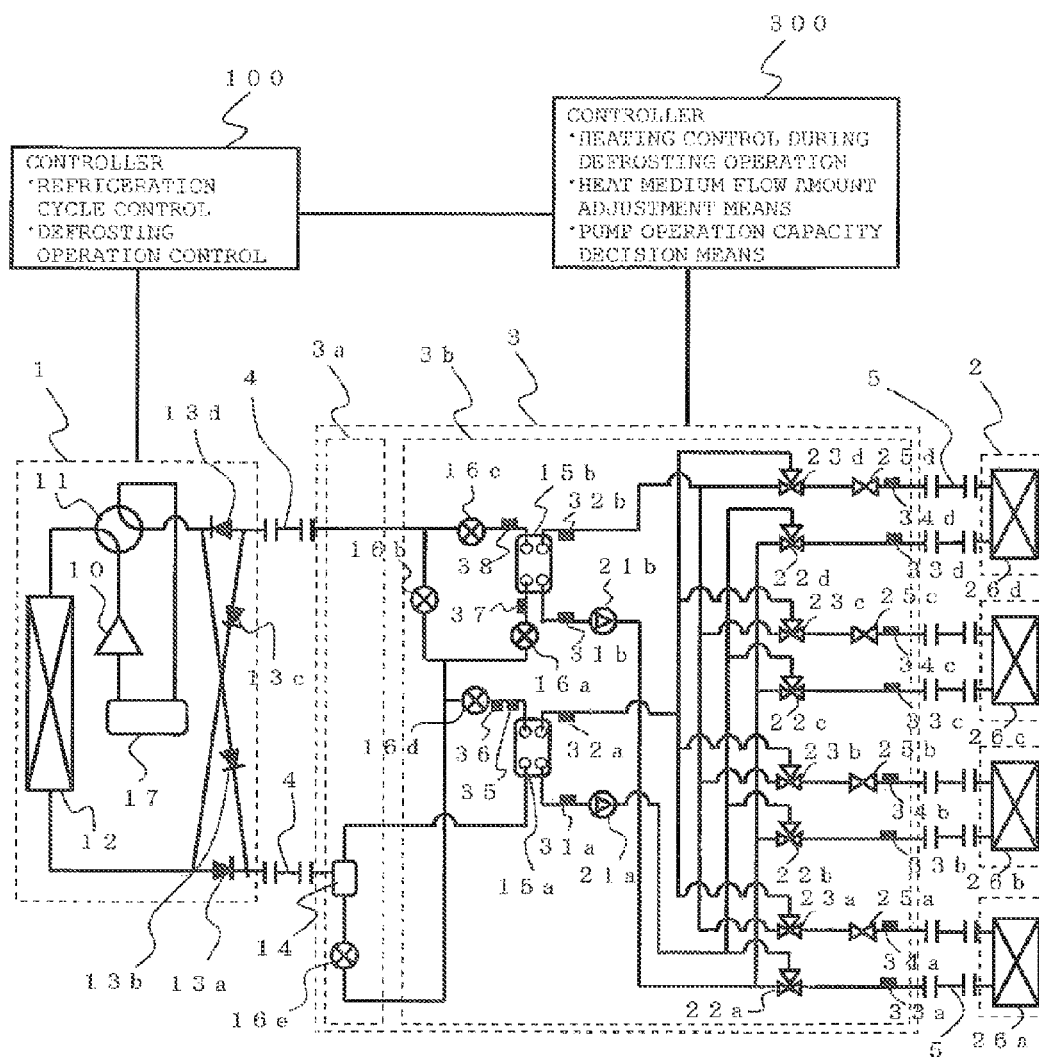 300
100
CONTROLLER
・HEATING CONTROL DURING
DEFROSTING OPERATION
・HEAT MEDIUM FLOW AMOUNT
ADJUSTMENT MEANS
・PUMP OPERATION CAPACITY
DECISION MEANS
CONTROLLER
・REFRIGERATION
CYCLE CONTROL
・DEFROSTING
OPERATION CONTROL
3
3a
3b
1
4
5
2
13d
11
16c
15b
32b
23d
25d
10
16b
38
34d
21b
22d
33d
26d
37
23c
25c
13c
31b
34c
16a
22c
33c
26c
16d
36
32a
23b
25b
35
17
34b
12
4
31a
33b
15a
21a
22b
26b
23a
25a
14
34a
13b
13a
16e
22a
33a
5
26a